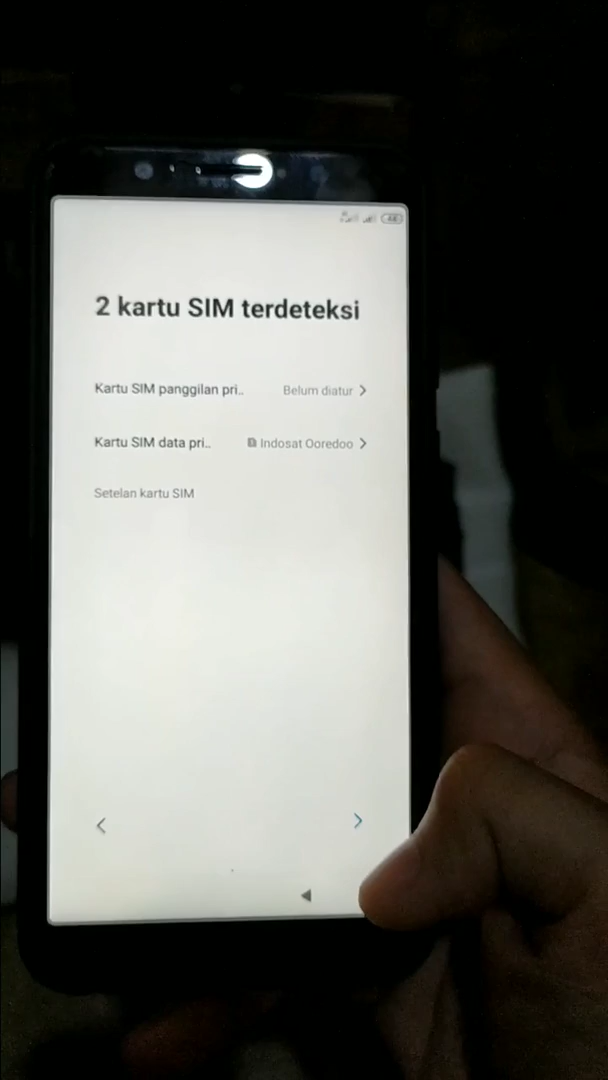 2 kartu SIM terdeteksi
Kartu SIM panggilan pri.. Belum diatur
Kartu SIM data pri.. Indosat Ooredoo
Setelan kartu SIM